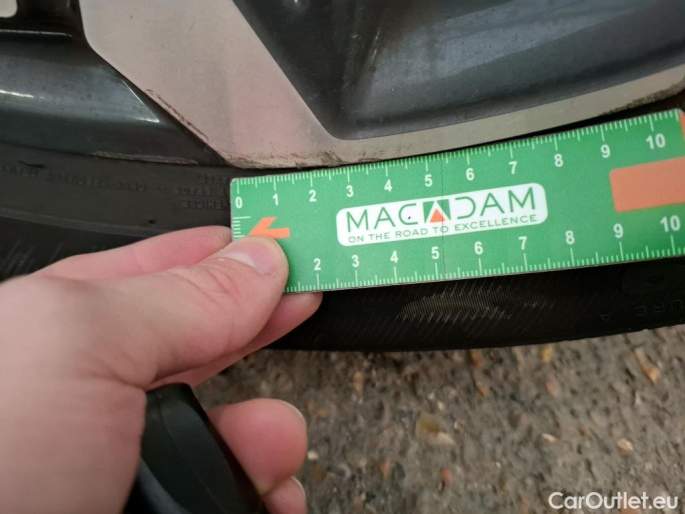 0 1 2 3 4 5 6 7 8 9 10
MACADAM
ON THE ROAD TO EXCELLENCE
2 3 4 5 6 7 8 9 10
CarOutlet.eu